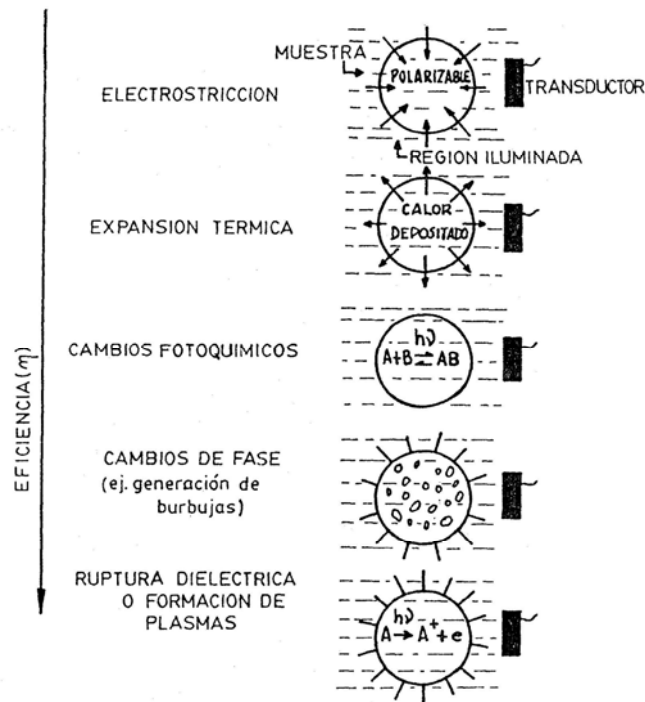 MUESTRA
POLARIZABLE
TRANSDUCTOR
ELECTROSTRICCION
REGION ILUMINADA
CALOR
DEPOSITADO
EXPANSION TERMICA
hν
A+B ⇌ AB
CAMBIOS FOTOQUIMICOS
EFICIENCIA(η)
CAMBIOS DE FASE
(ej. generación de
burbujas)
RUPTURA DIELECTRICA
O FORMACION DE
PLASMAS
hν
A → A⁺ + e